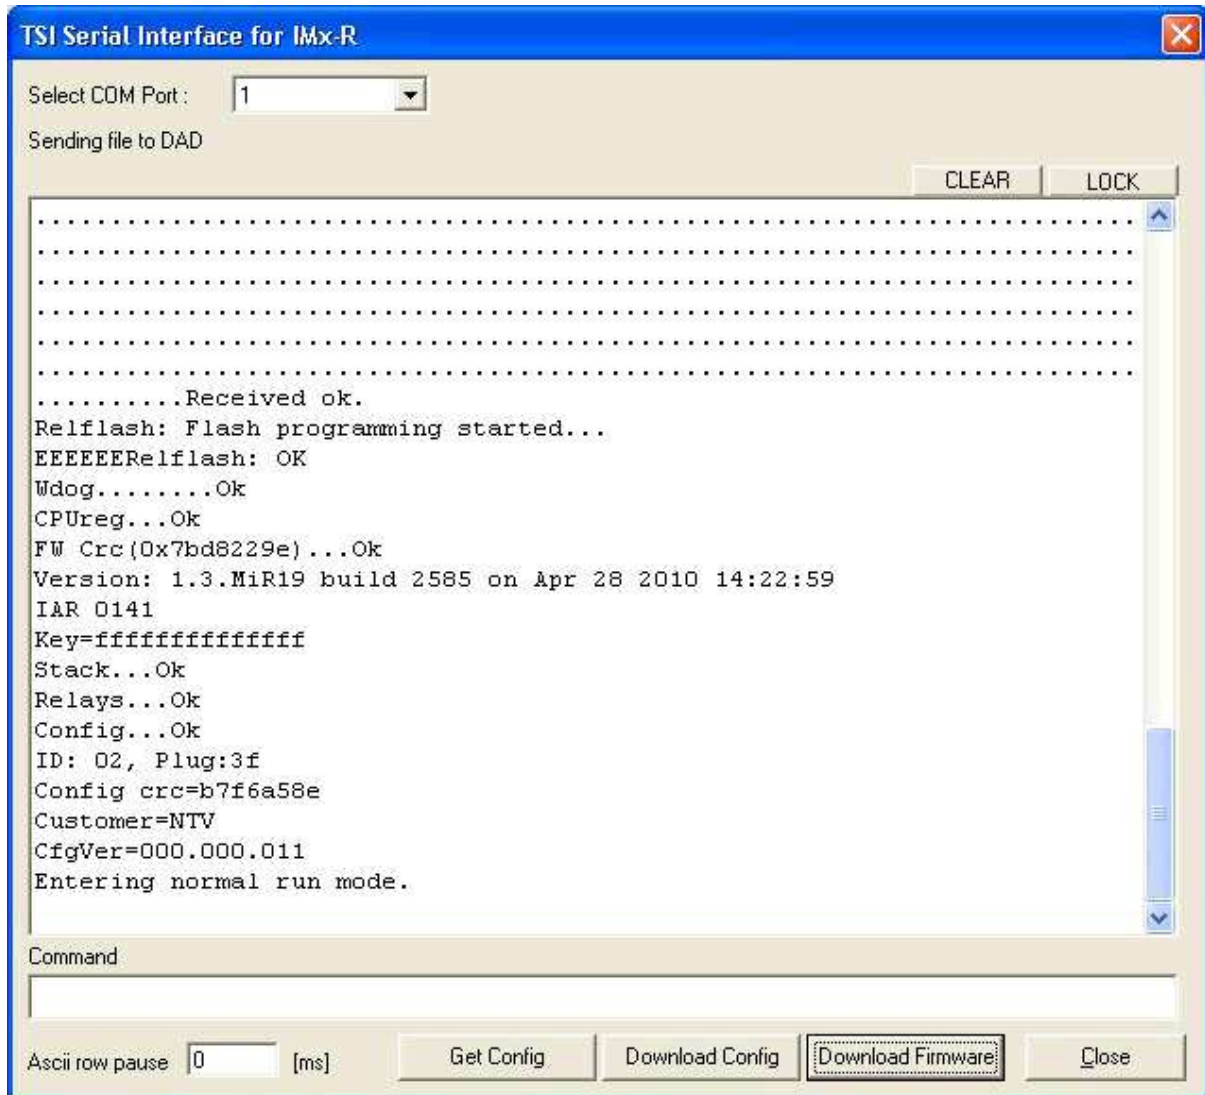 TSI Serial Interface for IMx-R
Select COM Port : 1
Sending file to DAD
CLEAR LOCK
.........................................................................
.........................................................................
.........................................................................
.........................................................................
.........................................................................
.........................................................................
..........Received ok.
Relflash: Flash programming started...
EEEEEERelflash: OK
Wdog........Ok
CPUreg...Ok
FW Crc(0x7bd8229e)...Ok
Version: 1.3.MiR19 build 2585 on Apr 28 2010 14:22:59
IAR 0141
Key=ffffffffffffff
Stack...Ok
Relays...Ok
Config...Ok
ID: 02, Plug:3f
Config crc=b7f6a58e
Customer=NTV
CfgVer=000.000.011
Entering normal run mode.
Command
Ascii row pause 0 [ms] Get Config Download Config Download Firmware Close